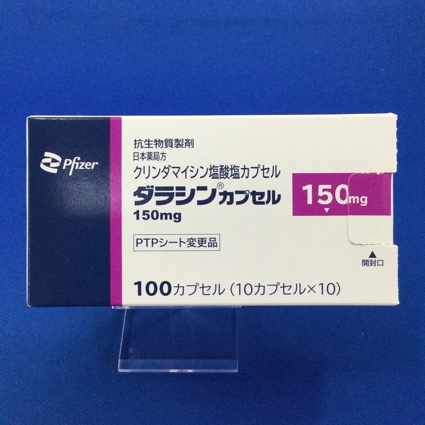 Pfizer
抗生物質製剤
日本薬局方
クリンダマイシン塩酸塩カプセル
ダラシン®カプセル
150mg
150mg
PTPシート変更品
開封口
100カプセル (10カプセル×10)